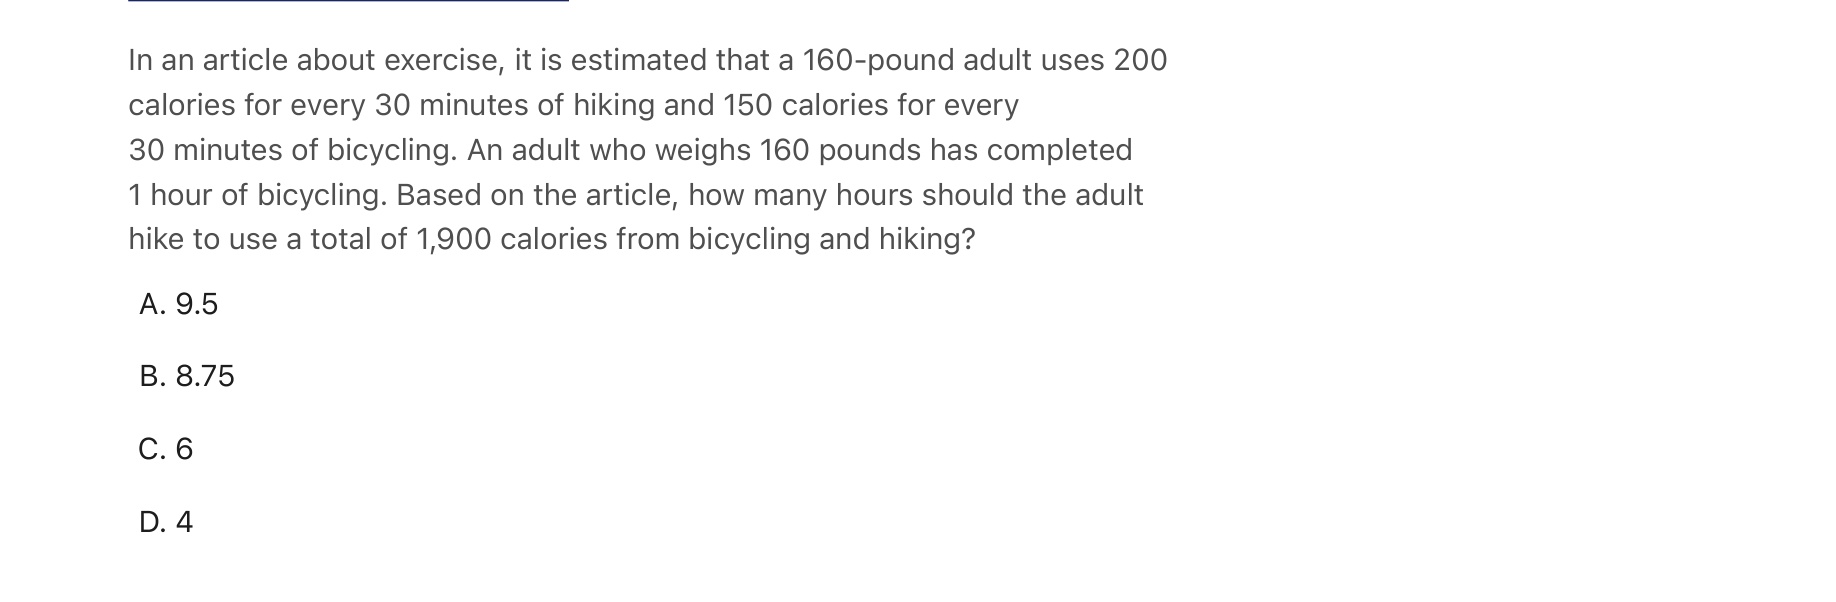 In an article about exercise, it is estimated that a 160-pound adult uses 200
calories for every 30 minutes of hiking and 150 calories for every
30 minutes of bicycling. An adult who weighs 160 pounds has completed
1 hour of bicycling. Based on the article, how many hours should the adult
hike to use a total of 1,900 calories from bicycling and hiking?
A. 9.5
B. 8.75
C. 6
D. 4